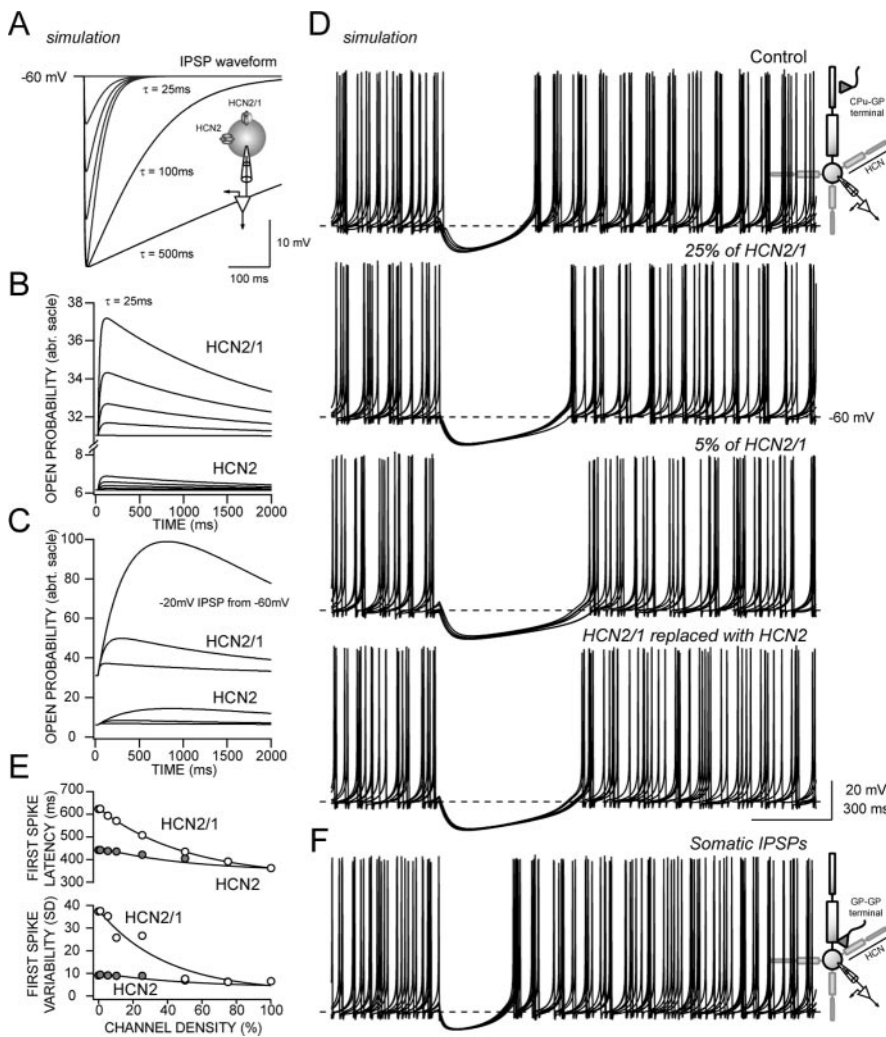 A
simulation
IPSP waveform
-60 mV
τ = 25ms
HCN2/1
HCN2
τ = 100ms
τ = 500ms
10 mV
100 ms
B
OPEN PROBABILITY (abr. sacle)
38
36
34
32
8
6
τ = 25ms
HCN2/1
HCN2
0
500
1000
1500
2000
TIME (ms)
C
OPEN PROBABILITY (abrt. sacle)
100
80
60
40
20
0
-20mV IPSP from -60mV
HCN2/1
HCN2
0
500
1000
1500
2000
TIME (ms)
D
simulation
Control
CPu-GP
terminal
HCN
25% of HCN2/1
-60 mV
5% of HCN2/1
HCN2/1 replaced with HCN2
20 mV
300 ms
E
FIRST SPIKE
LATENCY (ms)
700
600
500
400
300
HCN2/1
HCN2
FIRST SPIKE
VARIABILITY (SD)
40
30
20
10
0
HCN2/1
HCN2
0
20
40
60
80
100
CHANNEL DENSITY (%)
F
Somatic IPSPs
GP-GP
terminal
HCN